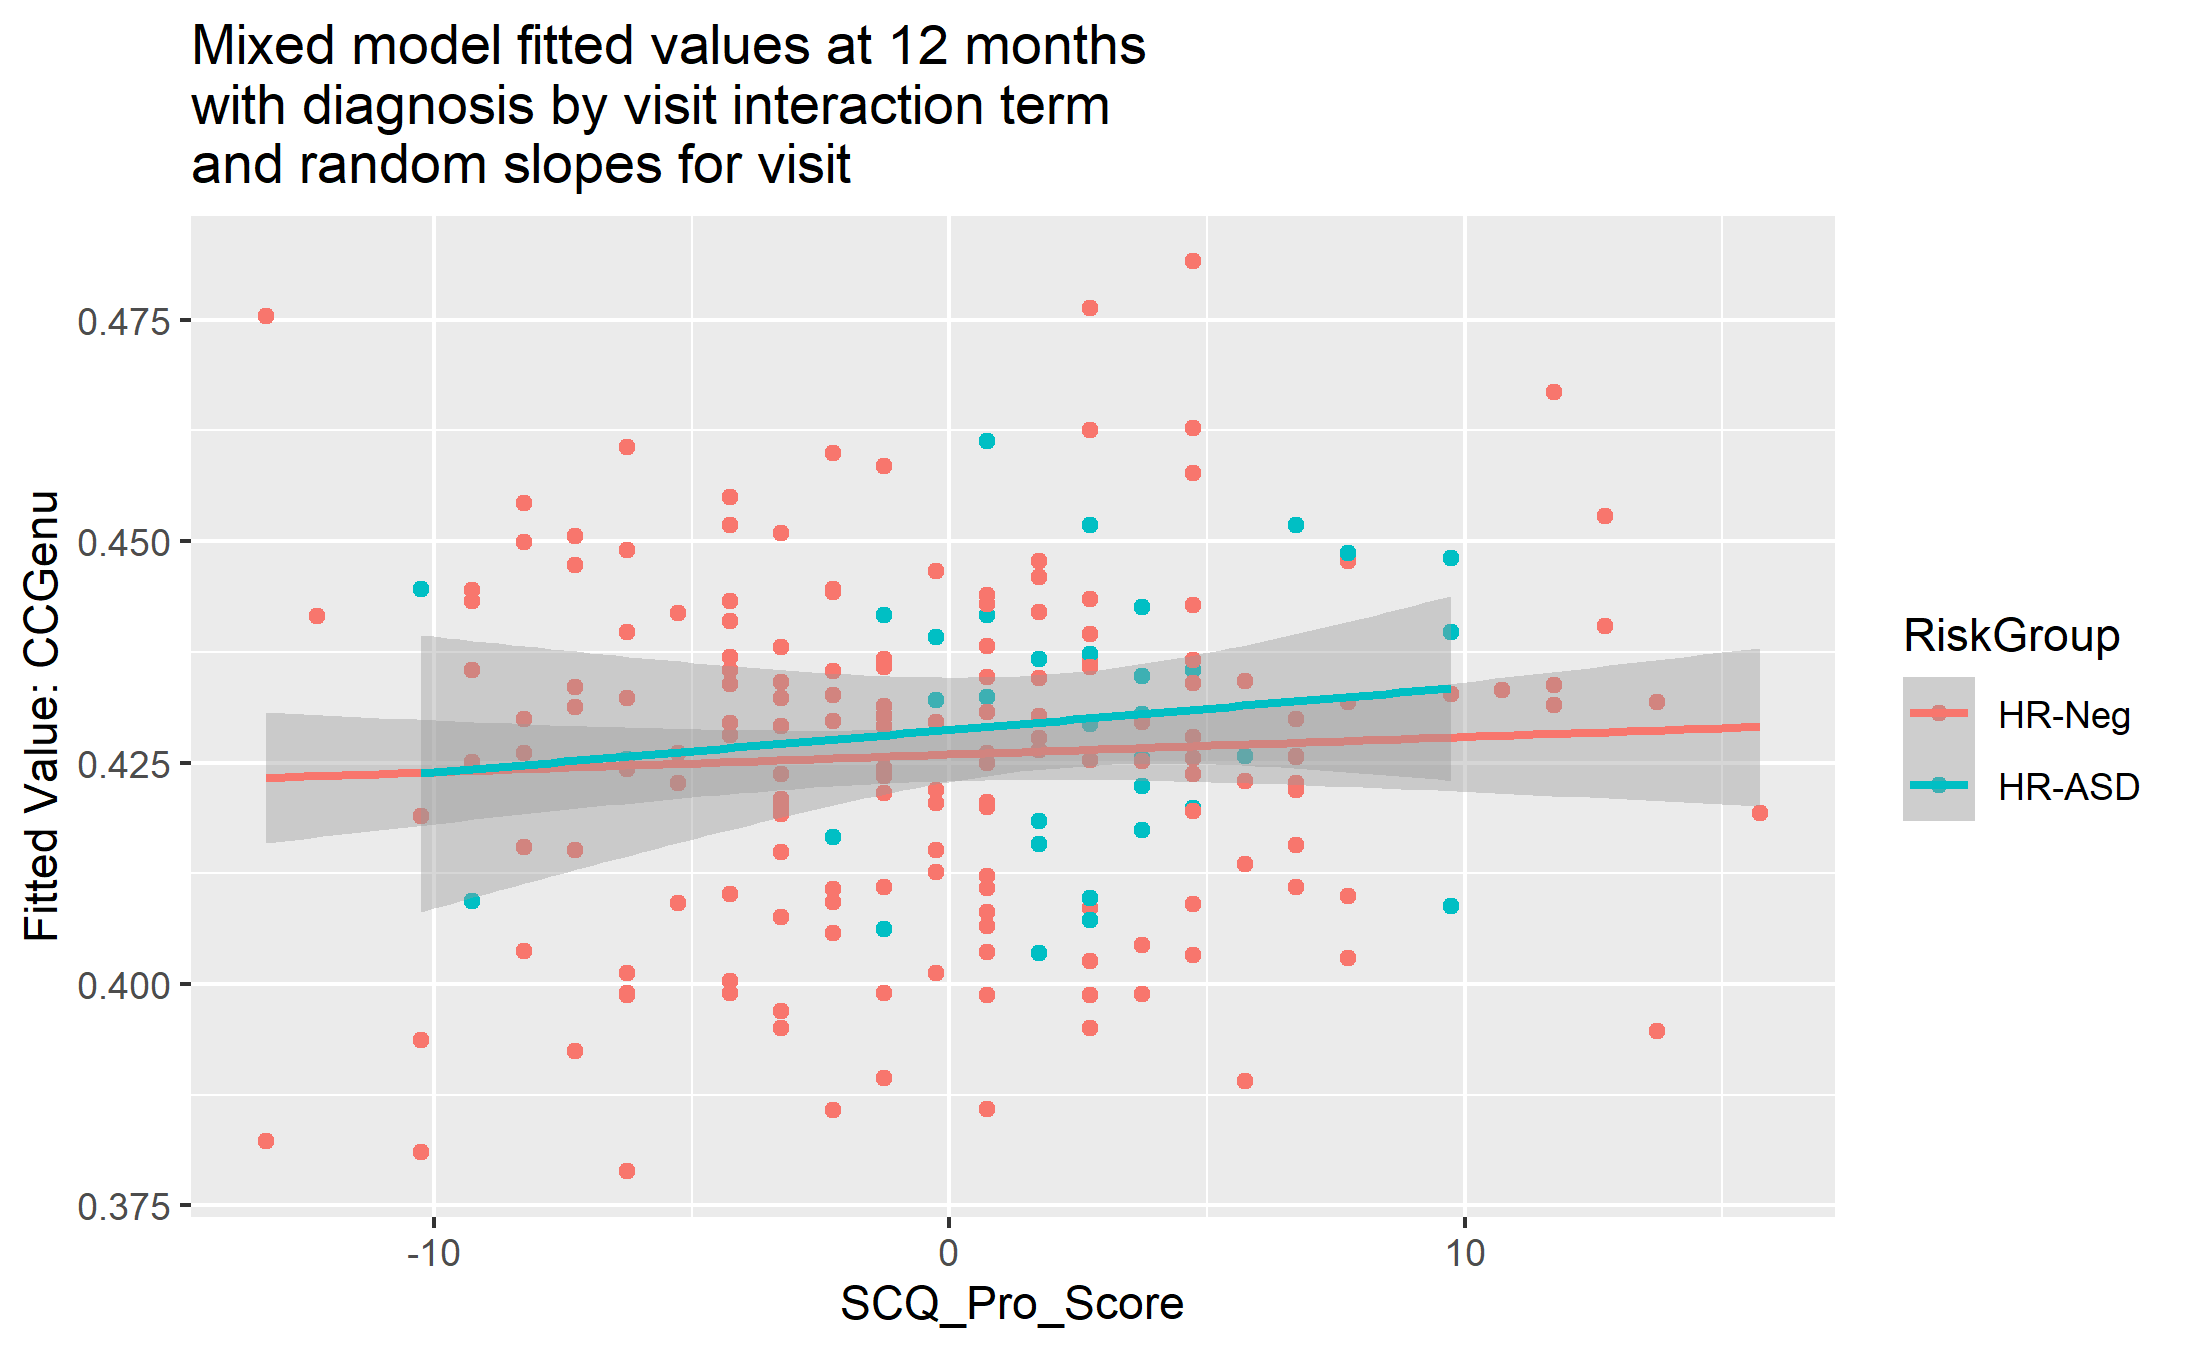 Mixed model fitted values at 12 months
with diagnosis by visit interaction term
and random slopes for visit
Fitted Value: CCGenu
0.475
0.450
0.425
0.400
0.375
-10
0
10
SCQ_Pro_Score
RiskGroup
HR-Neg
HR-ASD